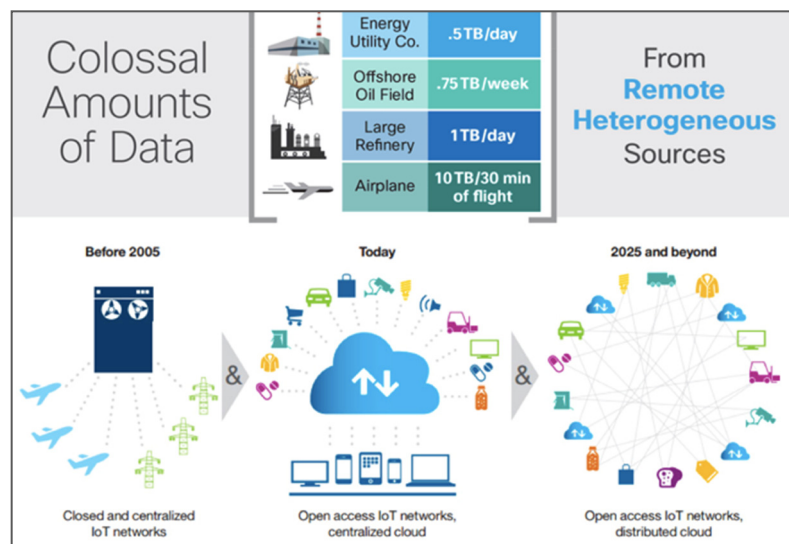 Colossal
Amounts
of Data
Energy
Utility Co.
.5TB/day
Offshore
Oil Field
.75TB/week
Large
Refinery
1TB/day
Airplane
10TB/30 min
of flight
From
Remote
Heterogeneous
Sources
Before 2005
&
Closed and centralized
IoT networks
Today
&
Open access IoT networks,
centralized cloud
2025 and beyond
Open access IoT networks,
distributed cloud